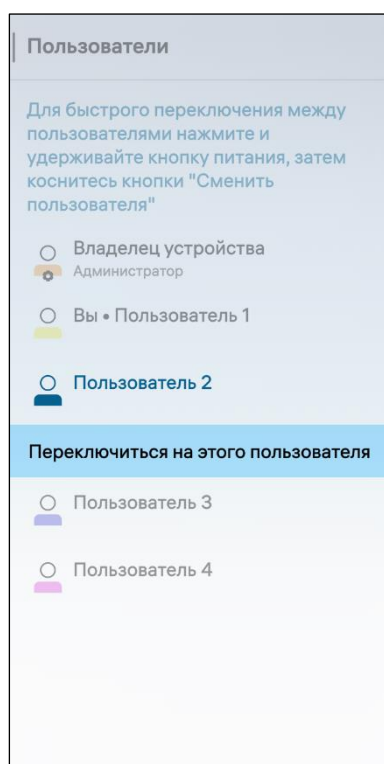 Пользователи
Для быстрого переключения между
пользователями нажмите и
удерживайте кнопку питания, затем
коснитесь кнопки "Сменить
пользователя"
Владелец устройства
Администратор
Вы • Пользователь 1
Пользователь 2
Переключиться на этого пользователя
Пользователь 3
Пользователь 4